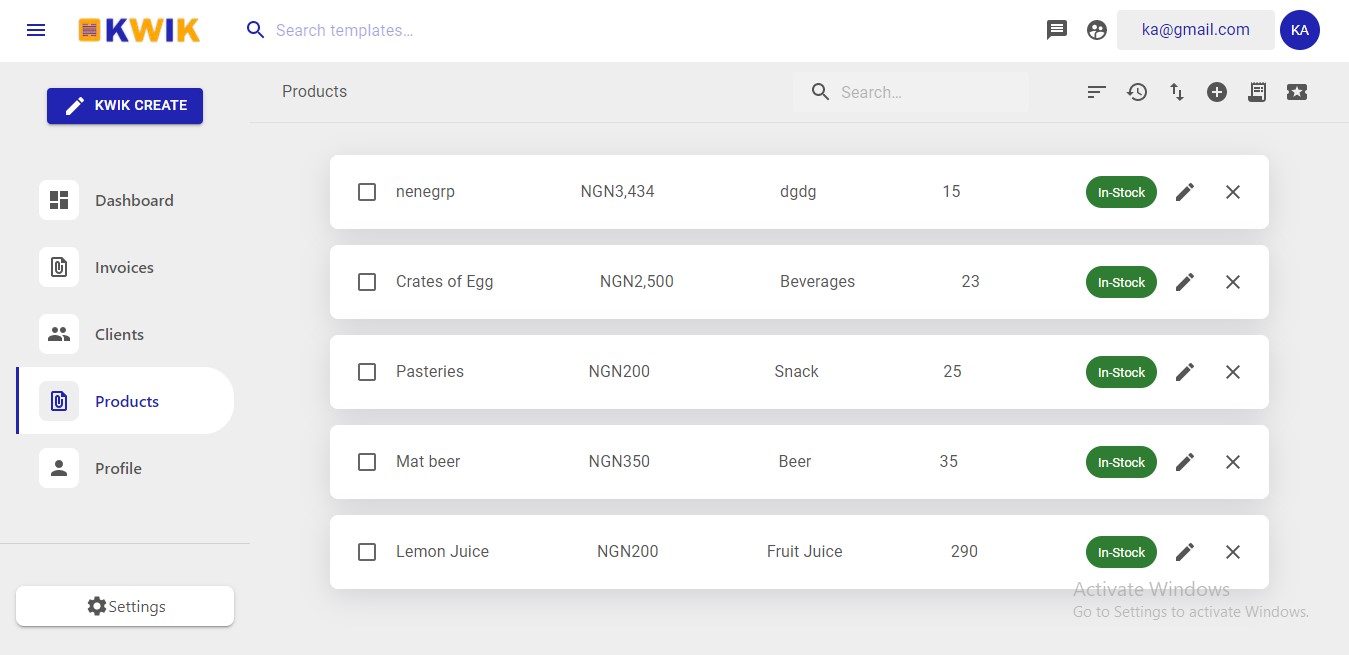 KWIK
Search templates...
ka@gmail.com
KA
KWIK CREATE
Products
Search...
Dashboard
Invoices
Clients
Products
Profile
Settings
nenegrp NGN3,434 dgdg 15 In-Stock
Crates of Egg NGN2,500 Beverages 23 In-Stock
Pasteries NGN200 Snack 25 In-Stock
Mat beer NGN350 Beer 35 In-Stock
Lemon Juice NGN200 Fruit Juice 290 In-Stock
Activate Windows
Go to Settings to activate Windows.